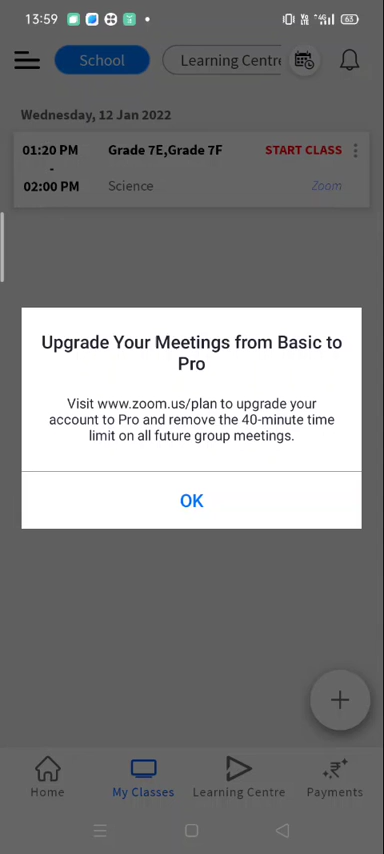 13:59
63
School
Learning Centre
Wednesday, 12 Jan 2022
01:20 PM
Grade 7E,Grade 7F
START CLASS
-
02:00 PM
Science
Zoom
Upgrade Your Meetings from Basic to
Pro
Visit www.zoom.us/plan to upgrade your
account to Pro and remove the 40-minute time
limit on all future group meetings.
OK
+
Home
My Classes
Learning Centre
Payments